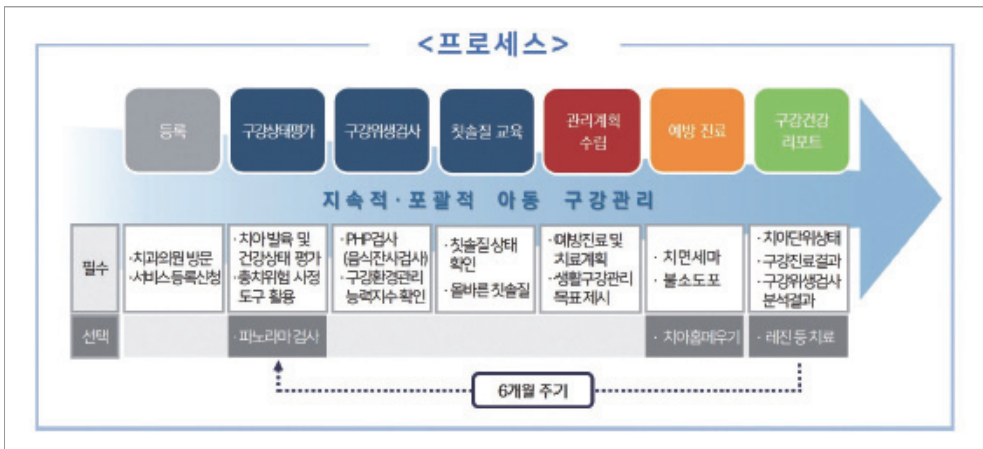 <프로세스>
등록
구강상태평가
구강위생검사
칫솔질 교육
관리계획
수립
예방 진료
구강건강
리포트
지속적·포괄적 아동 구강관리
필수
·치과의원 방문
·서비스등록신청
·치아 발육 및
건강상태 평가
·충치위험 사정
도구 활용
·PHP검사
(음식잔사검사)
·구강환경관리
능력지수 확인
·칫솔질 상태
확인
·올바른 칫솔질
·예방진료 및
치료계획
·생활구강관리
목표 제시
·치면세마
·불소도포
·치아단위상태
·구강진료결과
·구강위생검사
분석결과
선택
·파노라마 검사
·치아홈메우기
·레진 등 치료
6개월 주기